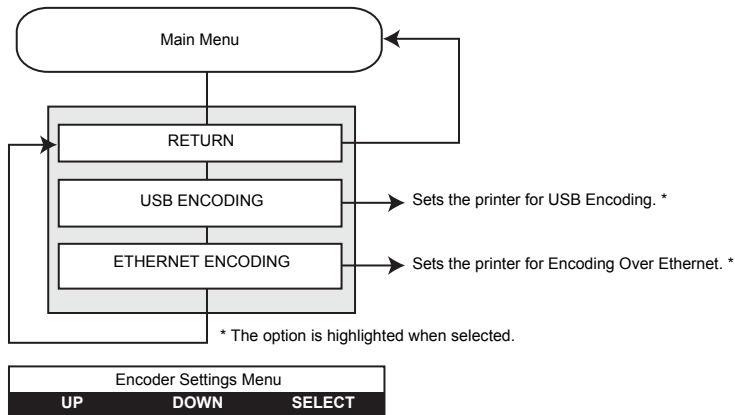 Main Menu
RETURN
USB ENCODING
Sets the printer for USB Encoding. *
ETHERNET ENCODING
Sets the printer for Encoding Over Ethernet. *
* The option is highlighted when selected.
Encoder Settings Menu
UP DOWN SELECT